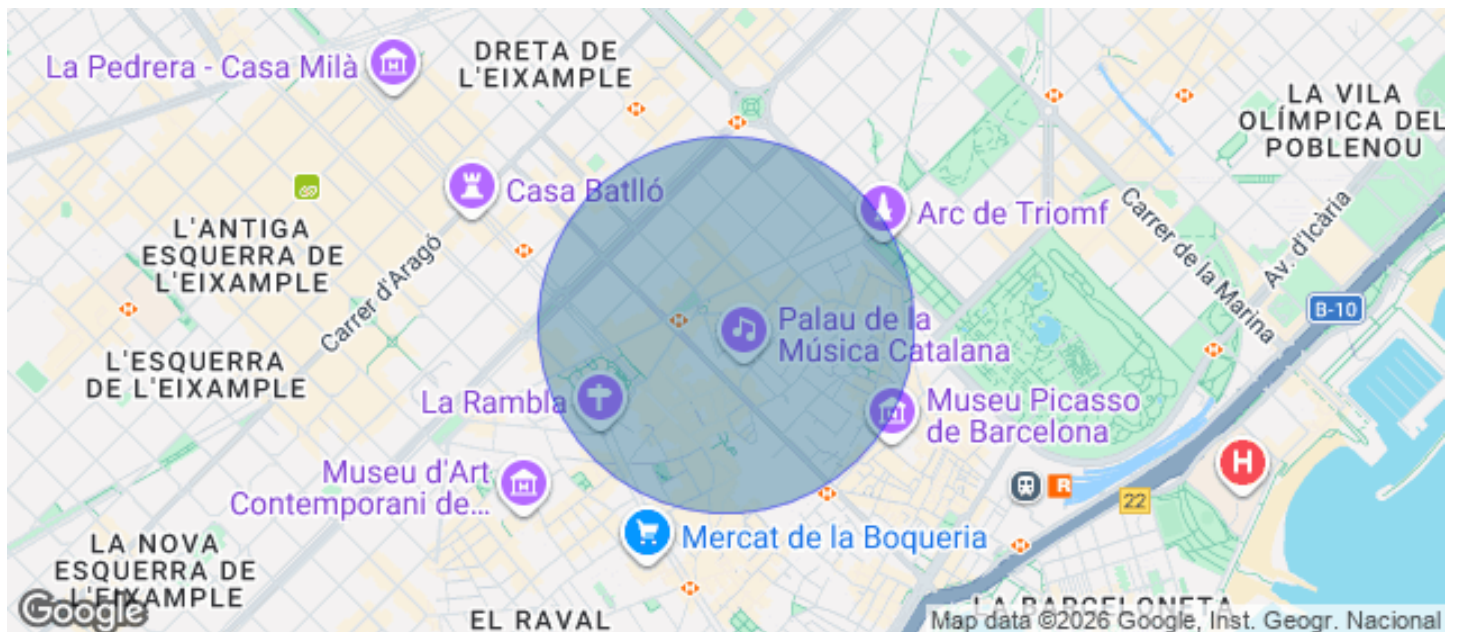 La Pedrera - Casa Milà
DRETA DE
L'EIXAMPLE
LA VILA
OLÍMPICA DEL
POBLENOU
Casa Batlló
Arc de Triomf
Carrer de la Marina
Av. d'Icària
L'ANTIGA
ESQUERRA DE
L'EIXAMPLE
Carrer d'Aragó
B-10
Palau de la
Música Catalana
L'ESQUERRA
DE L'EIXAMPLE
La Rambla
Museu Picasso
de Barcelona
Museu d'Art
Contemporani de...
H
R
22
Mercat de la Boqueria
LA NOVA
ESQUERRA DE
L'EIXAMPLE
EL RAVAL
LA BARCELONETA
Google
Map data ©2026 Google, Inst. Geogr. Nacional